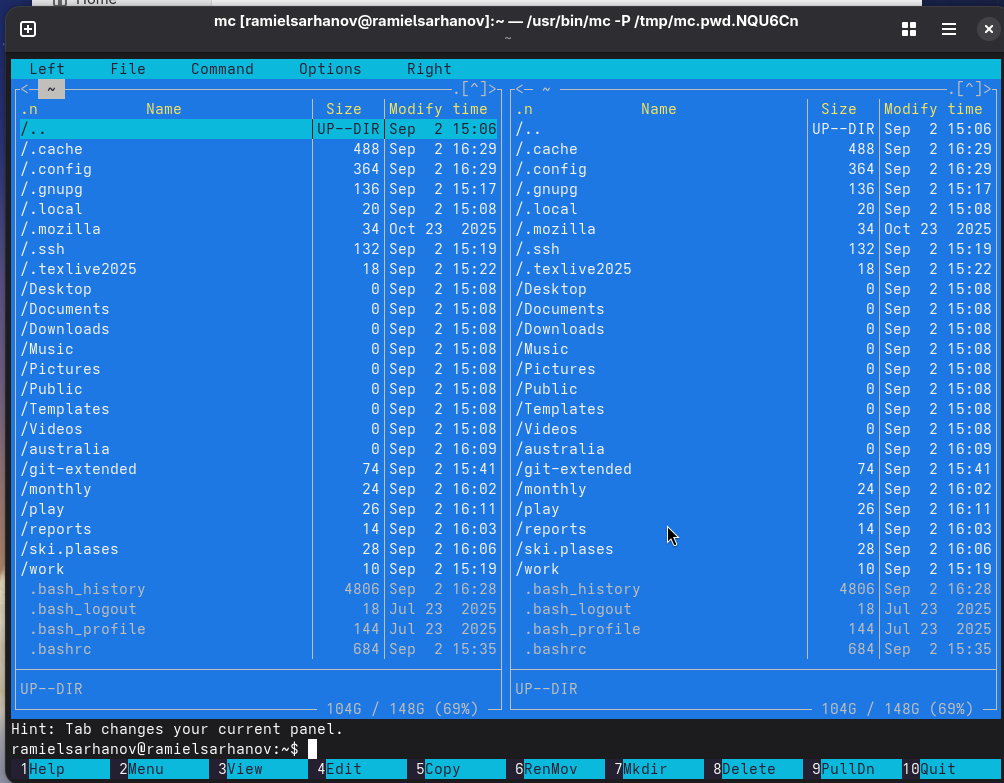 Home
mc [ramielsarhanov@ramielsarhanov]:~ — /usr/bin/mc -P /tmp/mc.pwd.NQU6Cn
~
Left File Command Options Right
<─ ~ .[^]> <─ ~ .[^]>
.n Name Size Modify time .n Name Size Modify time
/.. UP--DIR Sep 2 15:06 /.. UP--DIR Sep 2 15:06
/.cache 488 Sep 2 16:29 /.cache 488 Sep 2 16:29
/.config 364 Sep 2 16:29 /.config 364 Sep 2 16:29
/.gnupg 136 Sep 2 15:17 /.gnupg 136 Sep 2 15:17
/.local 20 Sep 2 15:08 /.local 20 Sep 2 15:08
/.mozilla 34 Oct 23 2025 /.mozilla 34 Oct 23 2025
/.ssh 132 Sep 2 15:19 /.ssh 132 Sep 2 15:19
/.texlive2025 18 Sep 2 15:22 /.texlive2025 18 Sep 2 15:22
/Desktop 0 Sep 2 15:08 /Desktop 0 Sep 2 15:08
/Documents 0 Sep 2 15:08 /Documents 0 Sep 2 15:08
/Downloads 0 Sep 2 15:08 /Downloads 0 Sep 2 15:08
/Music 0 Sep 2 15:08 /Music 0 Sep 2 15:08
/Pictures 0 Sep 2 15:08 /Pictures 0 Sep 2 15:08
/Public 0 Sep 2 15:08 /Public 0 Sep 2 15:08
/Templates 0 Sep 2 15:08 /Templates 0 Sep 2 15:08
/Videos 0 Sep 2 15:08 /Videos 0 Sep 2 15:08
/australia 0 Sep 2 16:09 /australia 0 Sep 2 16:09
/git-extended 74 Sep 2 15:41 /git-extended 74 Sep 2 15:41
/monthly 24 Sep 2 16:02 /monthly 24 Sep 2 16:02
/play 26 Sep 2 16:11 /play 26 Sep 2 16:11
/reports 14 Sep 2 16:03 /reports 14 Sep 2 16:03
/ski.plases 28 Sep 2 16:06 /ski.plases 28 Sep 2 16:06
/work 10 Sep 2 15:19 /work 10 Sep 2 15:19
.bash_history 4806 Sep 2 16:28 .bash_history 4806 Sep 2 16:28
.bash_logout 18 Jul 23 2025 .bash_logout 18 Jul 23 2025
.bash_profile 144 Jul 23 2025 .bash_profile 144 Jul 23 2025
.bashrc 684 Sep 2 15:35 .bashrc 684 Sep 2 15:35
UP--DIR UP--DIR
104G / 148G (69%) 104G / 148G (69%)
Hint: Tab changes your current panel.
ramielsarhanov@ramielsarhanov:~$
1Help 2Menu 3View 4Edit 5Copy 6RenMov 7Mkdir 8Delete 9PullDn 10Quit